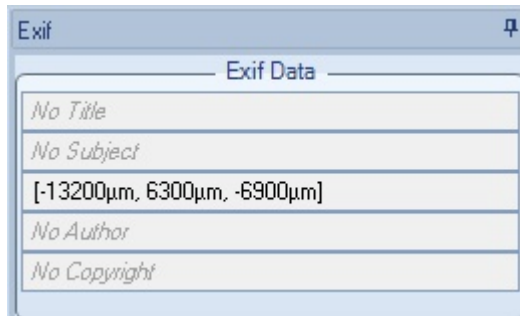 Exif
Exif Data
No Title
No Subject
[-13200μm, 6300μm, -6900μm]
No Author
No Copyright